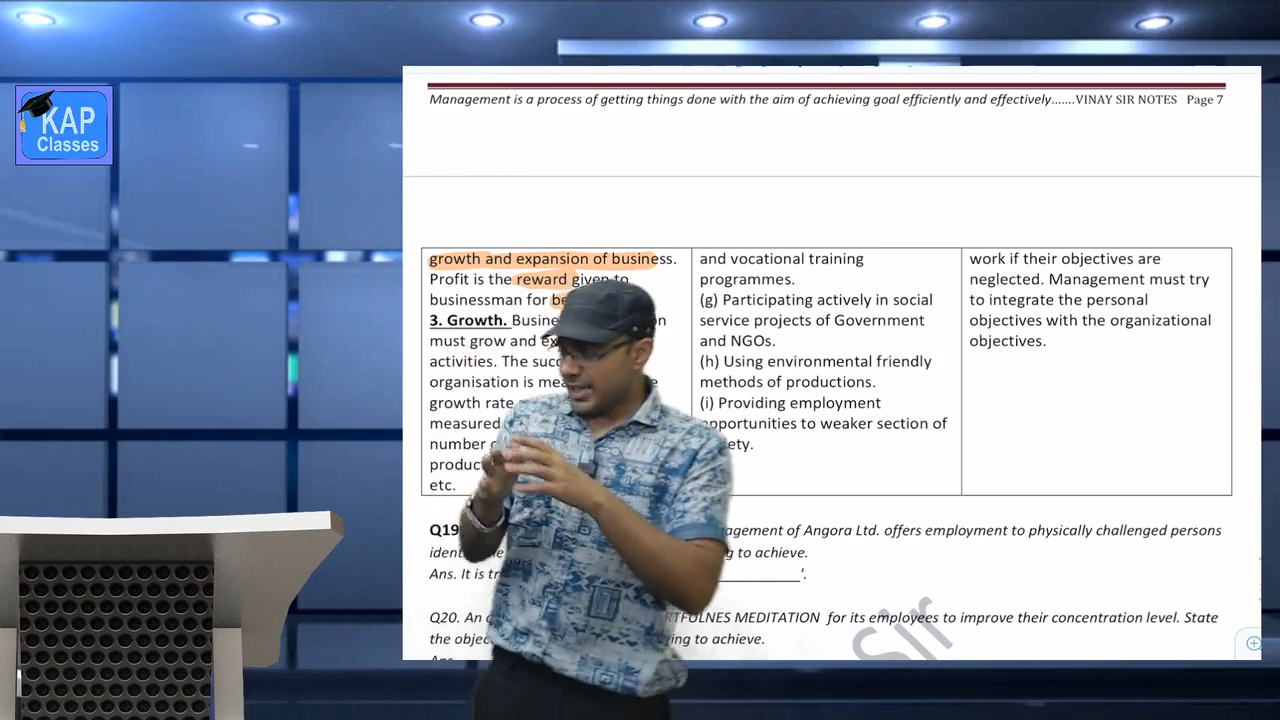 KAP
Classes
Management is a process of getting things done with the aim of achieving goal efficiently and effectively.......VINAY SIR NOTES Page 7
growth and expansion of business.
Profit is the reward given to
businessman for
3. Growth.
must grow and
activities. The
organisation is
growth rate
measured
number
etc.
and vocational training
programmes.
(g) Participating actively in social
service projects of Government
and NGOs.
(h) Using environmental friendly
methods of productions.
(i) Providing employment
to weaker section of
work if their objectives are
neglected. Management must try
to integrate the personal
objectives with the organizational
objectives.
Q19 of Angora Ltd. offers employment to physically challenged persons
to achieve.
Ans. It is ____'.
Q20. MEDITATION for its employees to improve their concentration level. State
the to achieve.
Sir